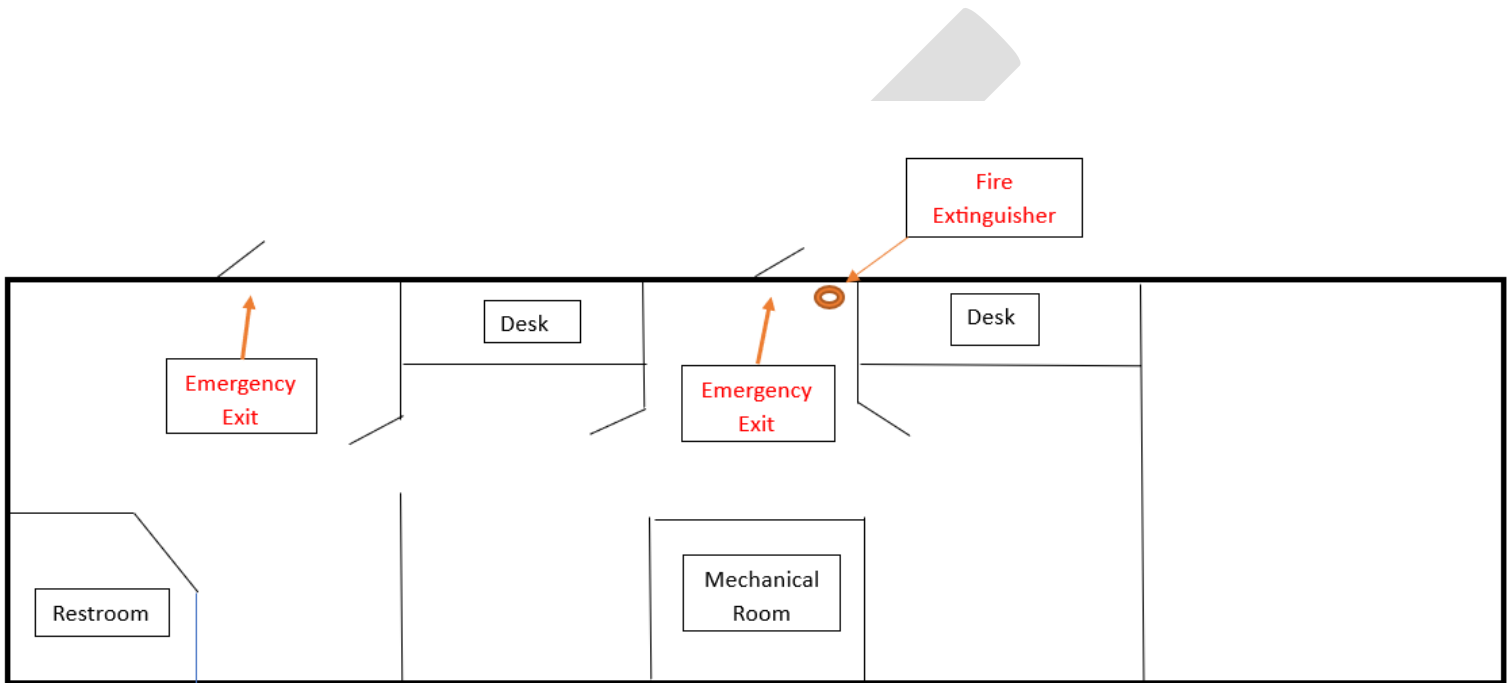 Fire
Extinguisher
Desk
Desk
Emergency
Exit
Emergency
Exit
Mechanical
Room
Restroom